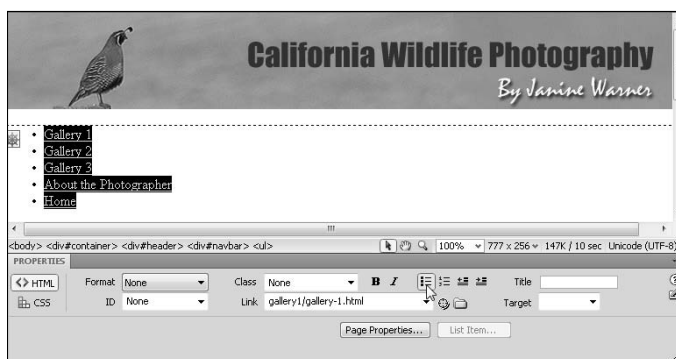 California Wildlife Photography
By Janine Warner
• Gallery 1
• Gallery 2
• Gallery 3
• About the Photographer
• Home
<body> <div#container> <div#header> <div#navbar> <ul> 100% 777 x 256 147K / 10 sec Unicode (UTF-8)
PROPERTIES
<> HTML Format None Class None B I Title
CSS ID None Link gallery1/gallery-1.html Target
Page Properties... List Item...